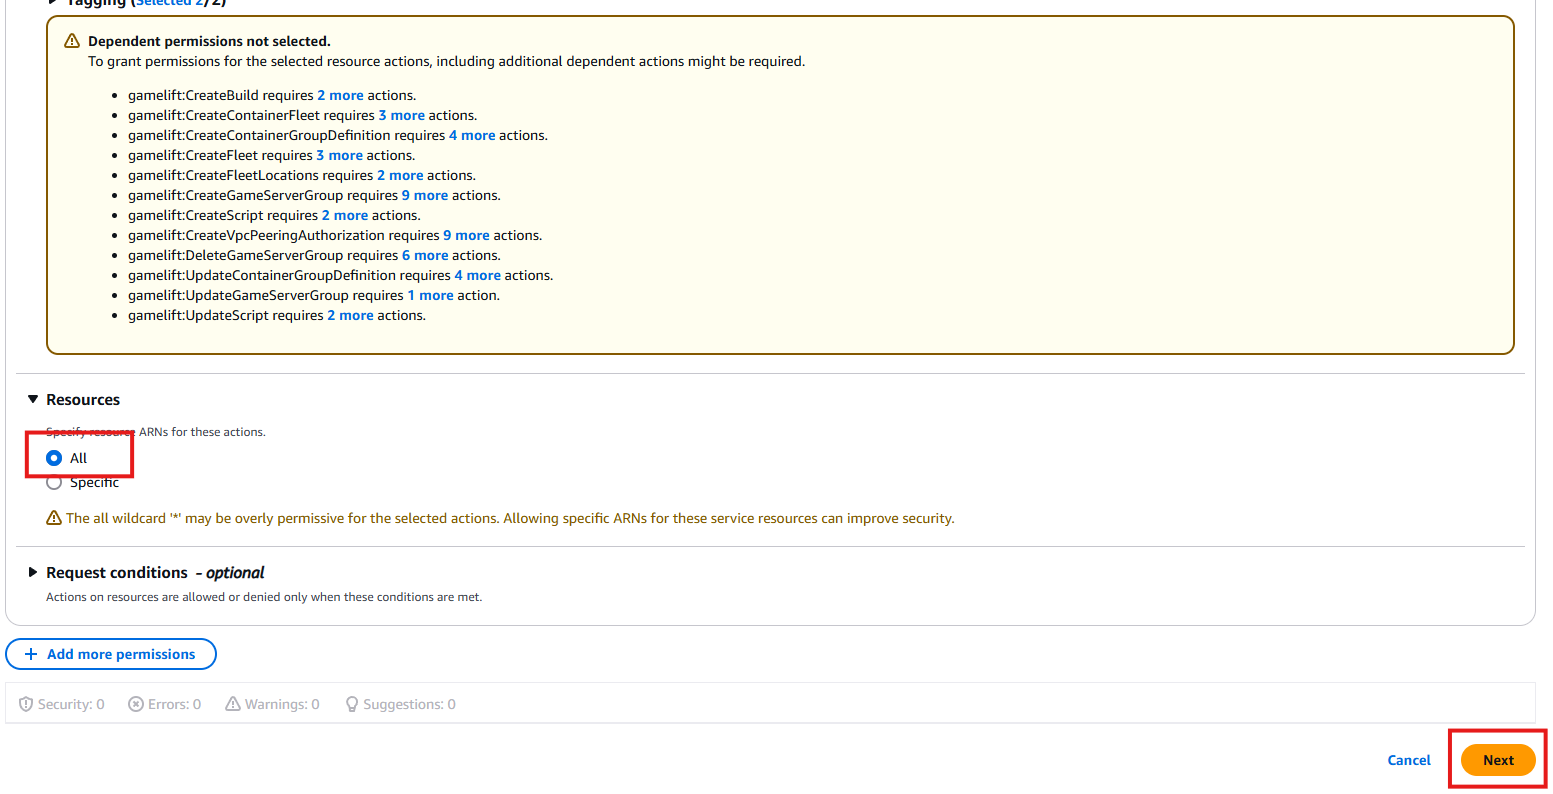 Tagging (Selected 2/2)
Dependent permissions not selected.
To grant permissions for the selected resource actions, including additional dependent actions might be required.
gamelift:CreateBuild requires 2 more actions.
gamelift:CreateContainerFleet requires 3 more actions.
gamelift:CreateContainerGroupDefinition requires 4 more actions.
gamelift:CreateFleet requires 3 more actions.
gamelift:CreateFleetLocations requires 2 more actions.
gamelift:CreateGameServerGroup requires 9 more actions.
gamelift:CreateScript requires 2 more actions.
gamelift:CreateVpcPeeringAuthorization requires 9 more actions.
gamelift:DeleteGameServerGroup requires 6 more actions.
gamelift:UpdateContainerGroupDefinition requires 4 more actions.
gamelift:UpdateGameServerGroup requires 1 more action.
gamelift:UpdateScript requires 2 more actions.
Resources
Specify resource ARNs for these actions.
All
Specific
The all wildcard '*' may be overly permissive for the selected actions. Allowing specific ARNs for these service resources can improve security.
Request conditions - optional
Actions on resources are allowed or denied only when these conditions are met.
Add more permissions
Security: 0 Errors: 0 Warnings: 0 Suggestions: 0
Cancel Next